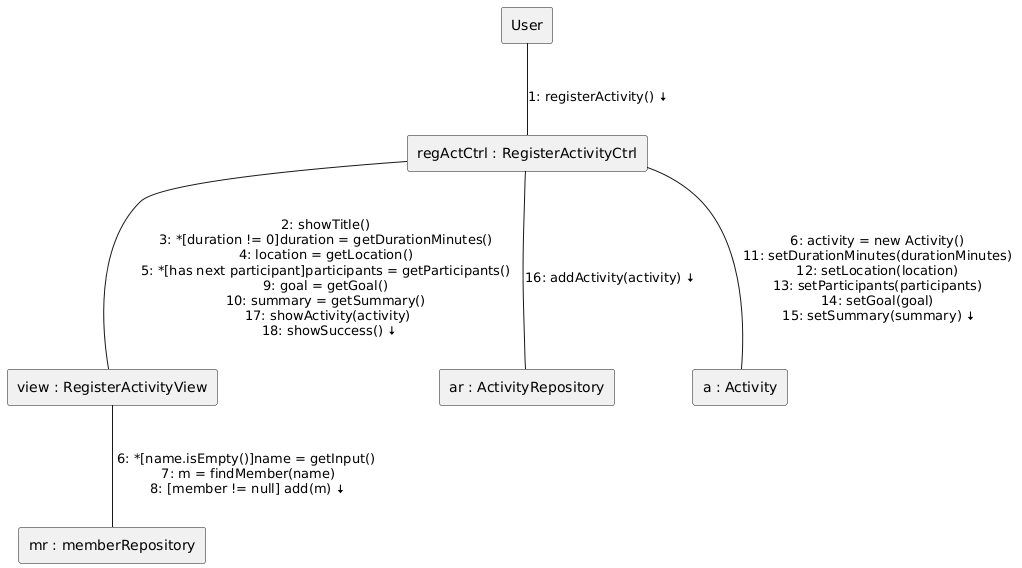 User
1: registerActivity() ↓
regActCtrl : RegisterActivityCtrl
2: showTitle()
3: *[duration != 0]duration = getDurationMinutes()
4: location = getLocation()
5: *[has next participant]participants = getParticipants()
9: goal = getGoal()
10: summary = getSummary()
17: showActivity(activity)
18: showSuccess() ↓
16: addActivity(activity) ↓
6: activity = new Activity()
11: setDurationMinutes(durationMinutes)
12: setLocation(location)
13: setParticipants(participants)
14: setGoal(goal)
15: setSummary(summary) ↓
view : RegisterActivityView
ar : ActivityRepository
a : Activity
6: *[name.isEmpty()]name = getInput()
7: m = findMember(name)
8: [member != null] add(m) ↓
mr : memberRepository